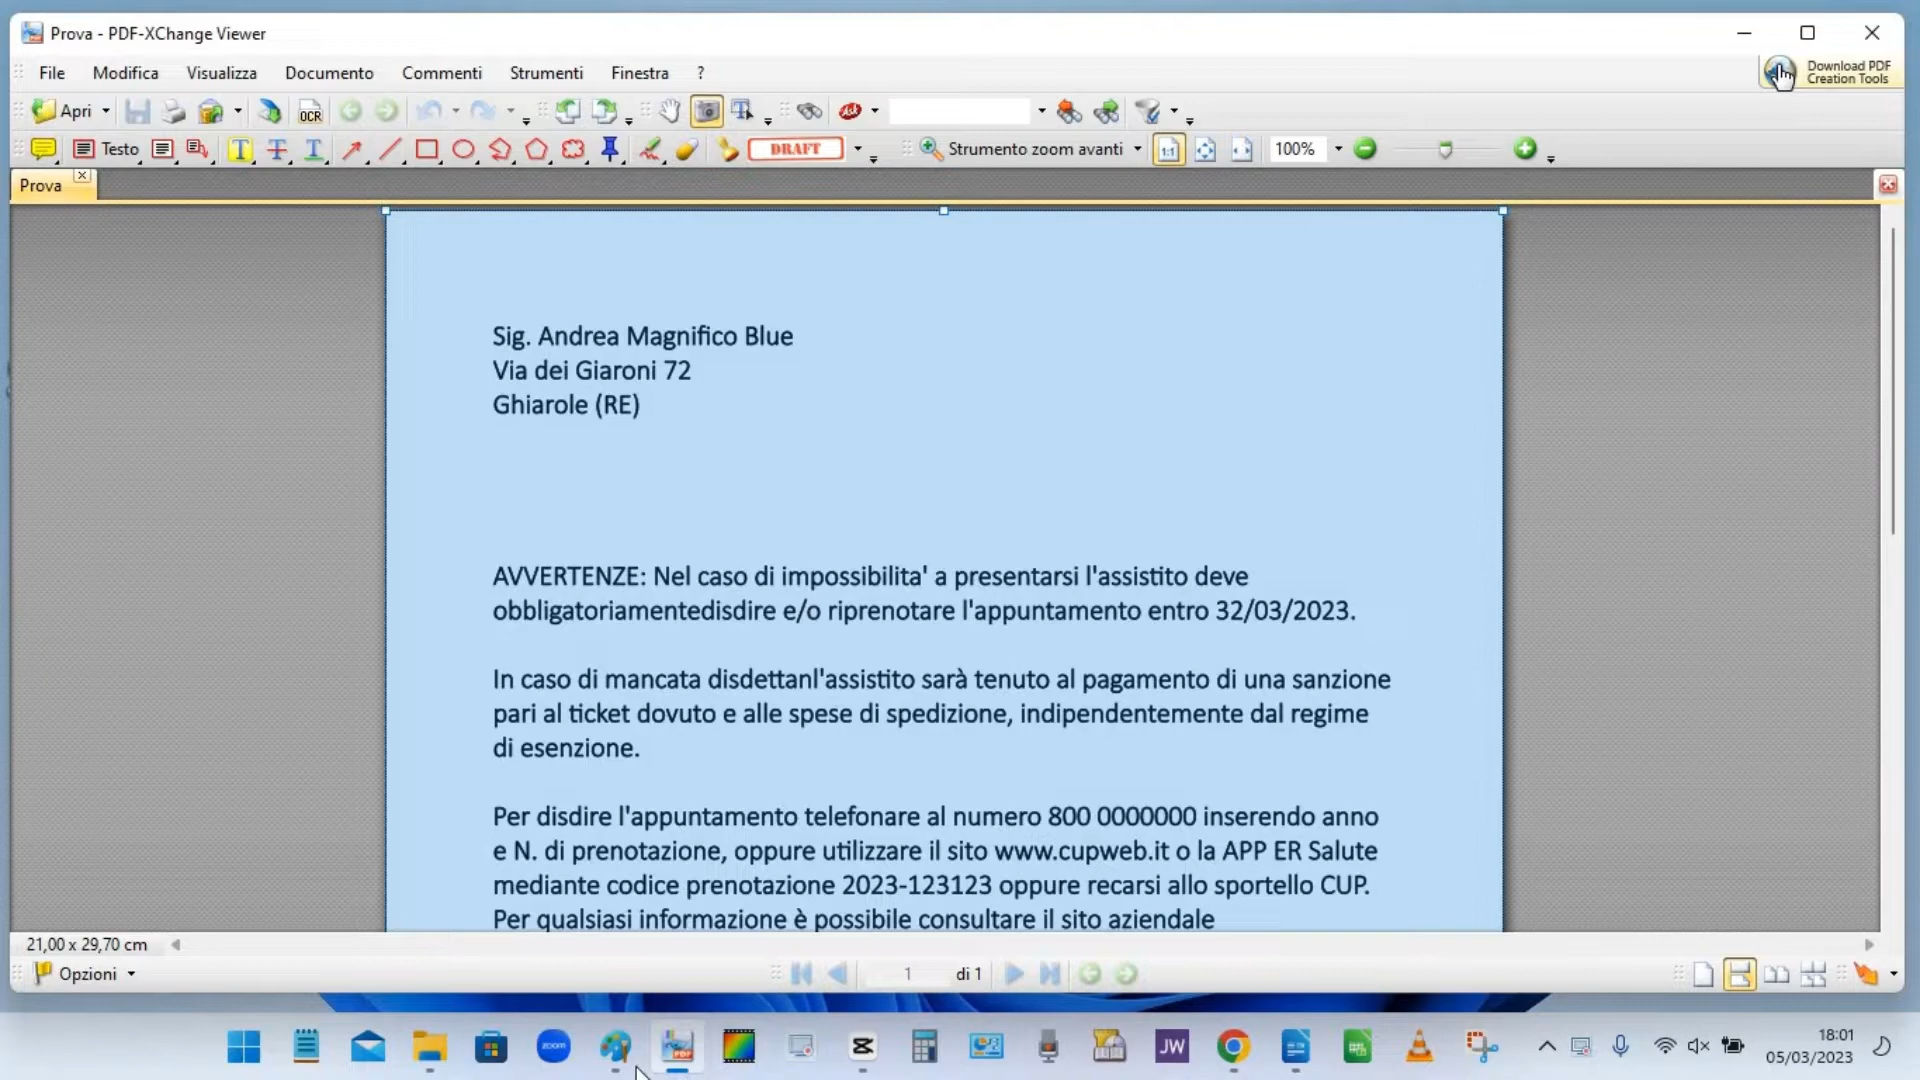 Prova - PDF-XChange Viewer
File Modifica Visualizza Documento Commenti Strumenti Finestra ?
Download PDF
Creation Tools
Apri OCR Ask
Testo T T T DRAFT Strumento zoom avanti 1:1 100%
Prova
Sig. Andrea Magnifico Blue
Via dei Giaroni 72
Ghiarole (RE)
AVVERTENZE: Nel caso di impossibilita' a presentarsi l'assistito deve
obbligatoriamentedisdire e/o riprenotare l'appuntamento entro 32/03/2023.
In caso di mancata disdettanl'assistito sarà tenuto al pagamento di una sanzione
pari al ticket dovuto e alle spese di spedizione, indipendentemente dal regime
di esenzione.
Per disdire l'appuntamento telefonare al numero 800 0000000 inserendo anno
e N. di prenotazione, oppure utilizzare il sito www.cupweb.it o la APP ER Salute
mediante codice prenotazione 2023-123123 oppure recarsi allo sportello CUP.
Per qualsiasi informazione è possibile consultare il sito aziendale
21,00 x 29,70 cm
Opzioni 1 di 1
zoom PDF JW
18:01
05/03/2023